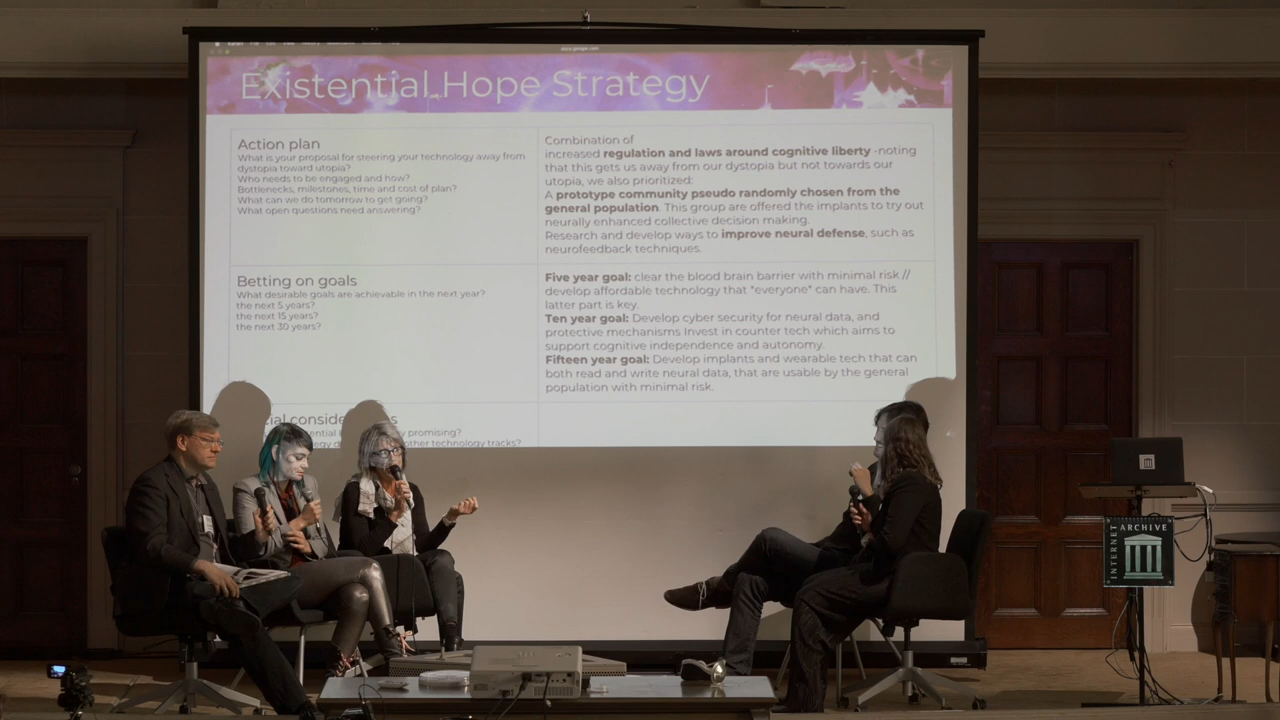 docs.google.com
Existential Hope Strategy
Action plan
What is your proposal for steering your technology away from
dystopia toward utopia?
Who needs to be engaged and how?
Bottlenecks, milestones, time and cost of plan?
What can we do tomorrow to get going?
What open questions need answering?
Combination of
increased regulation and laws around cognitive liberty -noting
that this gets us away from our dystopia but not towards our
utopia, we also prioritized:
A prototype community pseudo randomly chosen from the
general population. This group are offered the implants to try out
neurally enhanced collective decision making.
Research and develop ways to improve neural defense, such as
neurofeedback techniques.
Betting on goals
What desirable goals are achievable in the next year?
the next 5 years?
the next 15 years?
the next 30 years?
Five year goal: clear the blood brain barrier with minimal risk //
develop affordable technology that *everyone* can have. This
latter part is key.
Ten year goal: Develop cyber security for neural data, and
protective mechanisms Invest in counter tech which aims to
support cognitive independence and autonomy.
Fifteen year goal: Develop implants and wearable tech that can
both read and write neural data, that are usable by the general
population with minimal risk.
promising?
other technology tracks?
INTERNET ARCHIVE